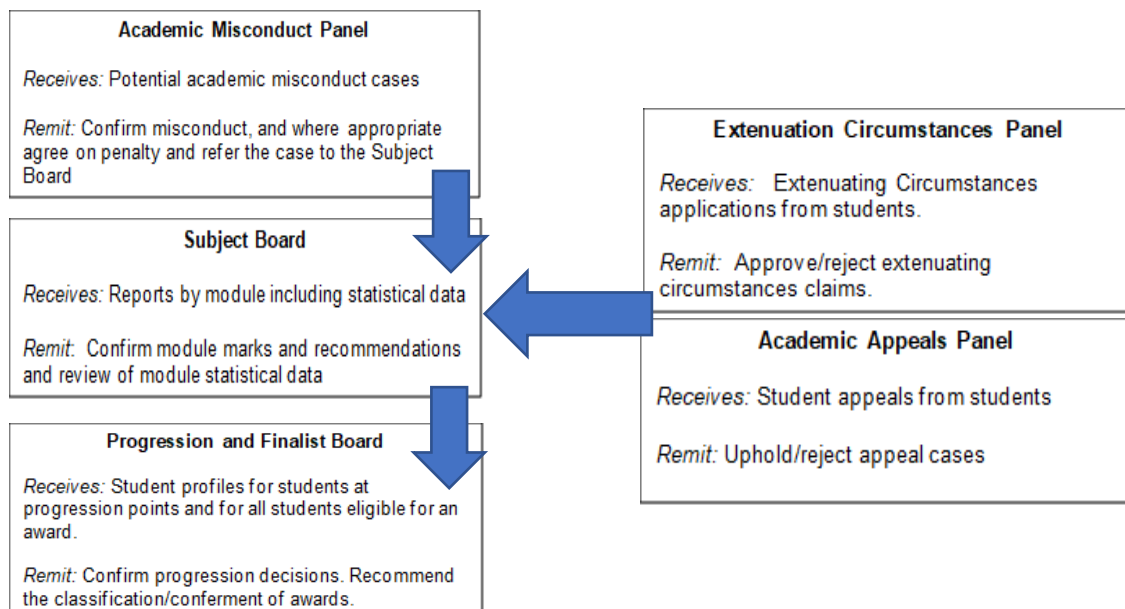 Academic Misconduct Panel
Receives: Potential academic misconduct cases
Remit: Confirm misconduct, and where appropriate
agree on penalty and refer the case to the Subject
Board
Subject Board
Receives: Reports by module including statistical data
Remit: Confirm module marks and recommendations
and review of module statistical data
Progression and Finalist Board
Receives: Student profiles for students at
progression points and for all students eligible for an
award.
Remit: Confirm progression decisions. Recommend
the classification/conferment of awards.
Extenuation Circumstances Panel
Receives: Extenuating Circumstances
applications from students.
Remit: Approve/reject extenuating
circumstances claims.
Academic Appeals Panel
Receives: Student appeals from students
Remit: Uphold/reject appeal cases